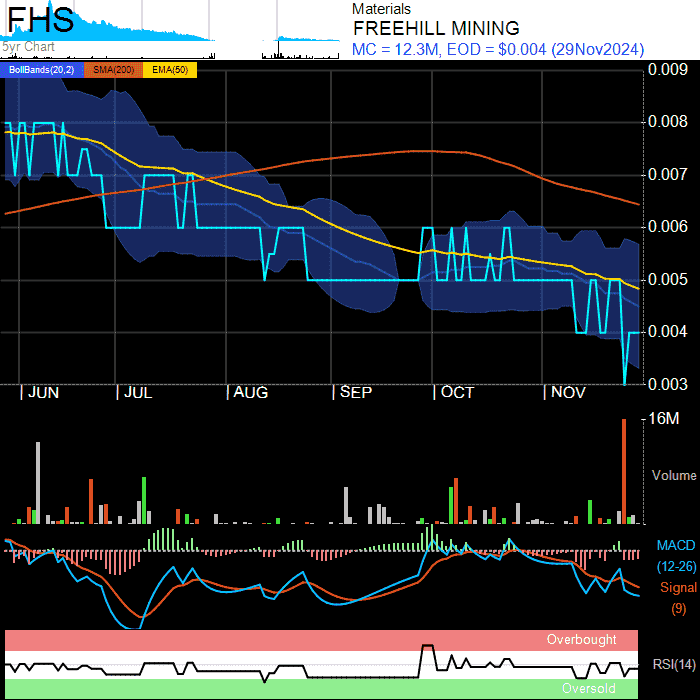 FHS
5yr Chart
Materials
FREEHILL MINING
MC = 12.3M, EOD = $0.004 (29Nov2024)
BollBands(20,2) SMA(200) EMA(50)
0.009
0.008
0.007
0.006
0.005
0.004
0.003
JUN JUL AUG SEP OCT NOV
16M
Volume
MACD
(12-26)
Signal
(9)
Overbought
RSI(14)
Oversold